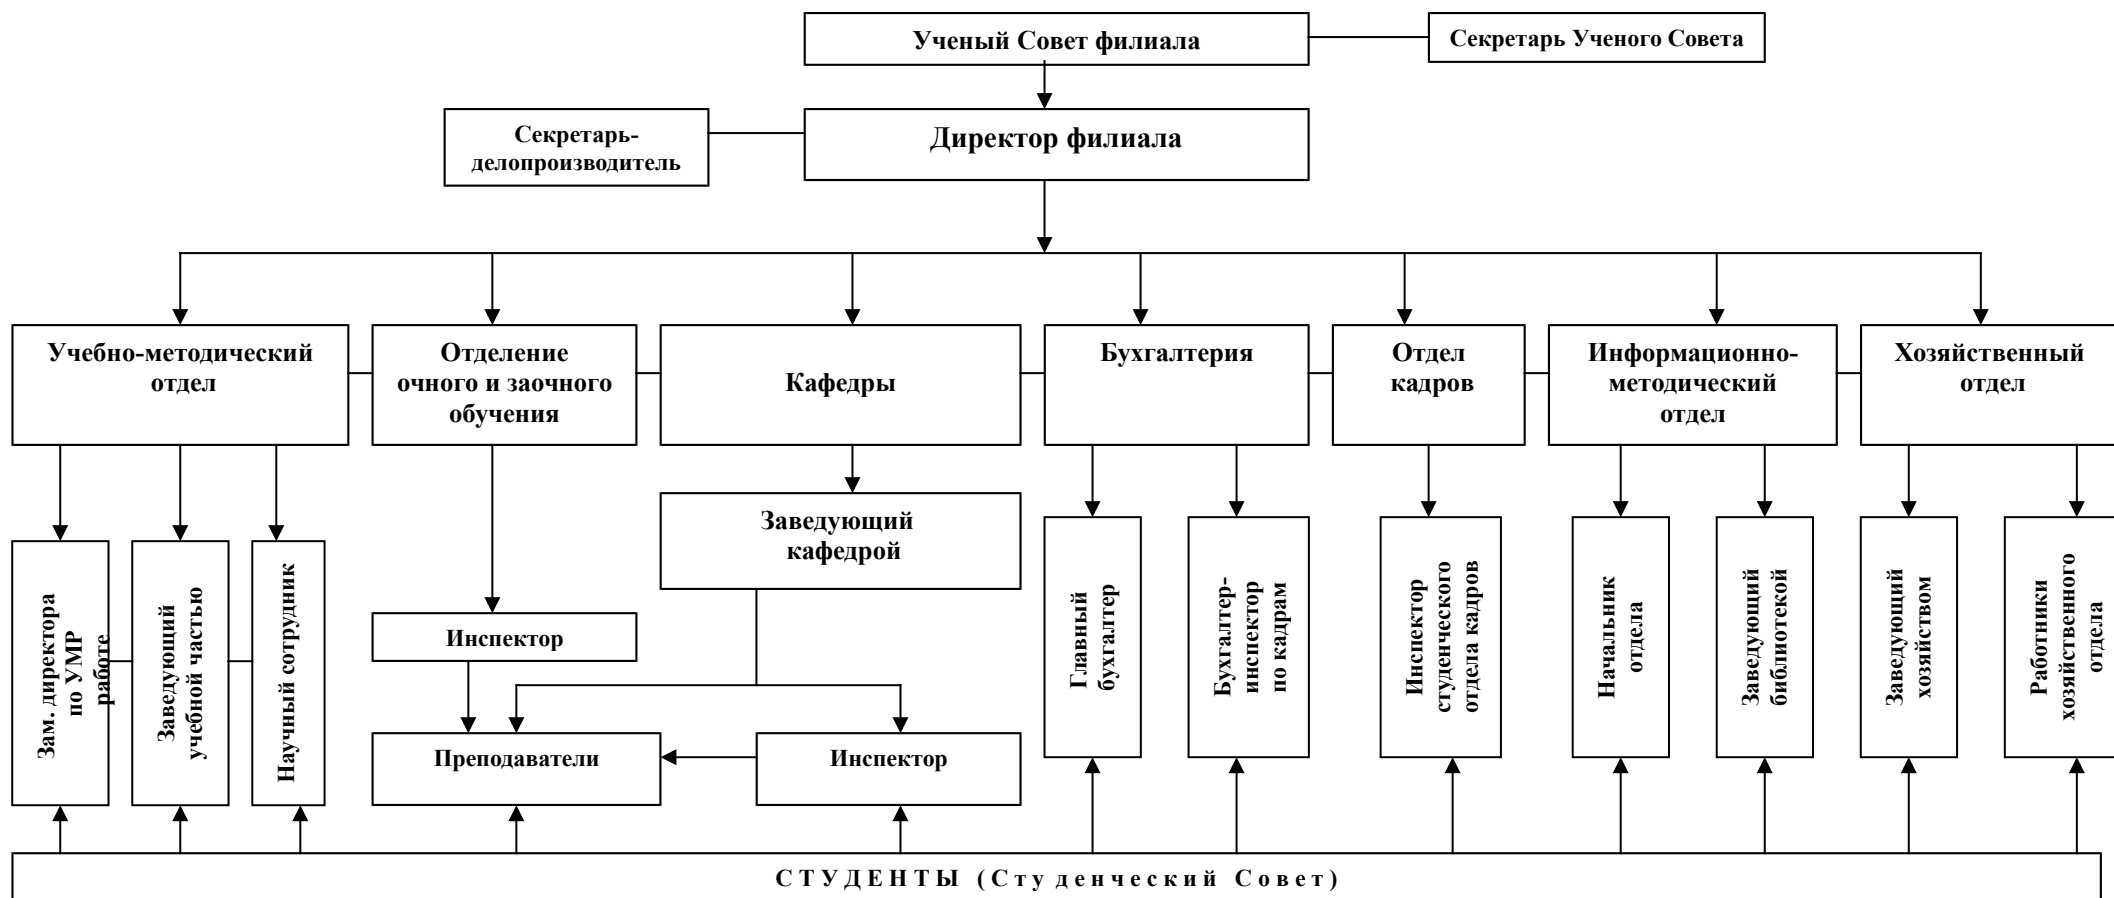 Ученый Совет филиала
Секретарь Ученого Совета
Секретарь-
делопроизводитель
Директор филиала
Учебно-методический
отдел
Отделение
очного и заочного
обучения
Кафедры
Бухгалтерия
Отдел
кадров
Информационно-
методический
отдел
Хозяйственный
отдел
Заведующий
кафедрой
Зам. директора
по УМР
работе
Заведующий
учебной частью
Научный сотрудник
Инспектор
Преподаватели
Инспектор
Главный
бухгалтер
Бухгалтер-
инспектор
по кадрам
Инспектор
студенческого
отдела кадров
Начальник
отдела
Заведующий
библиотекой
Заведующий
хозяйством
Работники
хозяйственного
отдела
СТУДЕНТЫ (Студенческий Совет)